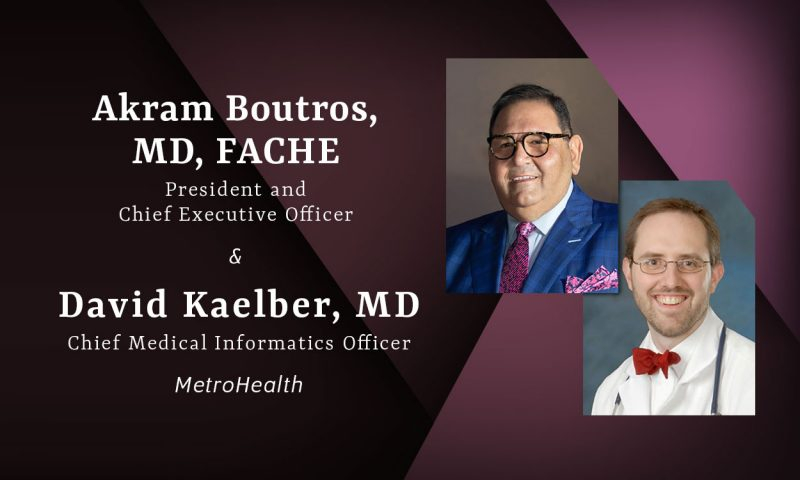 Akram Boutros,
MD, FACHE
President and
Chief Executive Officer
&
David Kaelber, MD
Chief Medical Informatics Officer
MetroHealth